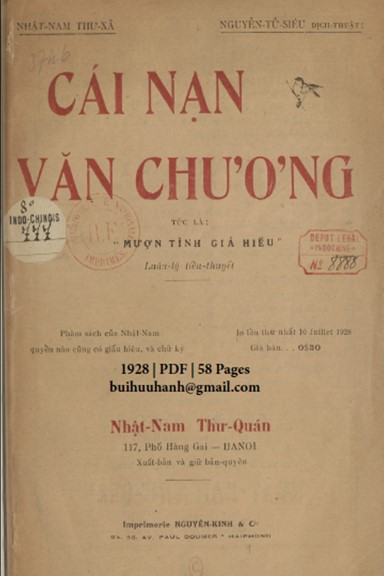 NHẬT-NAM THƯ-XÃ
NGUYỄN-TỬ-SIÊU DỊCH-THUẬT
CÁI NẠN
VĂN CHƯƠNG
TỨC LÀ:
"MƯỢN TÌNH GIẢ HIẾU"
Luân-lý tiểu-thuyết
8°
INDO-CHINOIS
777
DEPOT LEGAL
INDOCHINE
Nº 8888
Phàm sách của Nhật-Nam
quyển nào cũng có giấu hiệu, và chữ ký
In lần thứ nhất 10 Juillet 1928
Giá bán. . . 0$30
1928 | PDF | 58 Pages
buihuuhanh@gmail.com
Nhật-Nam Thư-Quán
117, Phố Hàng Gai — HANOI
Xuất-bản và giữ bản-quyền
Imprimerie NGUYỄN-KINH & Cie
AV. PAUL DOUMER HAIPHONG